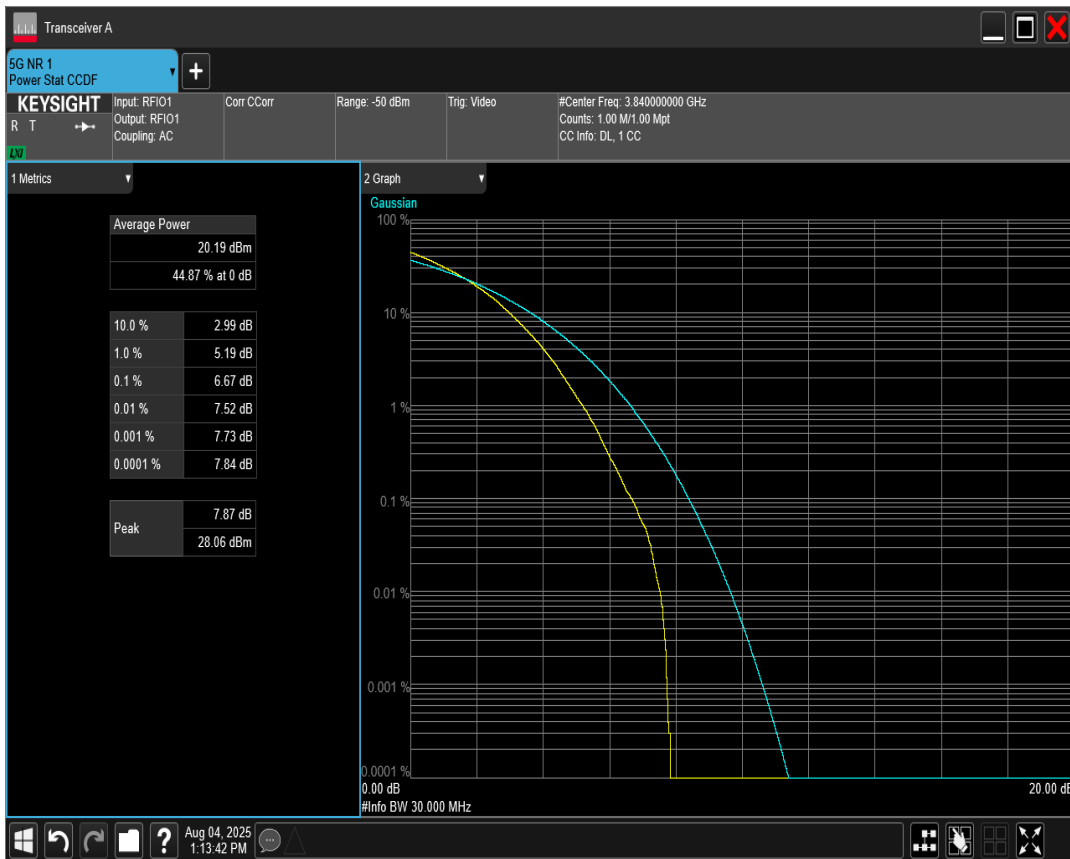 Transceiver A
5G NR 1
Power Stat CCDF
KEYSIGHT
R T
LXI
Input: RFIO1
Output: RFIO1
Coupling: AC
Corr CCorr
Range: -50 dBm
Trig: Video
#Center Freq: 3.840000000 GHz
Counts: 1.00 M/1.00 Mpt
CC Info: DL, 1 CC
1 Metrics
Average Power
20.19 dBm
44.87 % at 0 dB
10.0 % 2.99 dB
1.0 % 5.19 dB
0.1 % 6.67 dB
0.01 % 7.52 dB
0.001 % 7.73 dB
0.0001 % 7.84 dB
Peak
7.87 dB
28.06 dBm
2 Graph
Gaussian
100 %
10 %
1 %
0.1 %
0.01 %
0.001 %
0.0001 %
0.00 dB
20.00 dB
#Info BW 30.000 MHz
?
Aug 04, 2025
1:13:42 PM